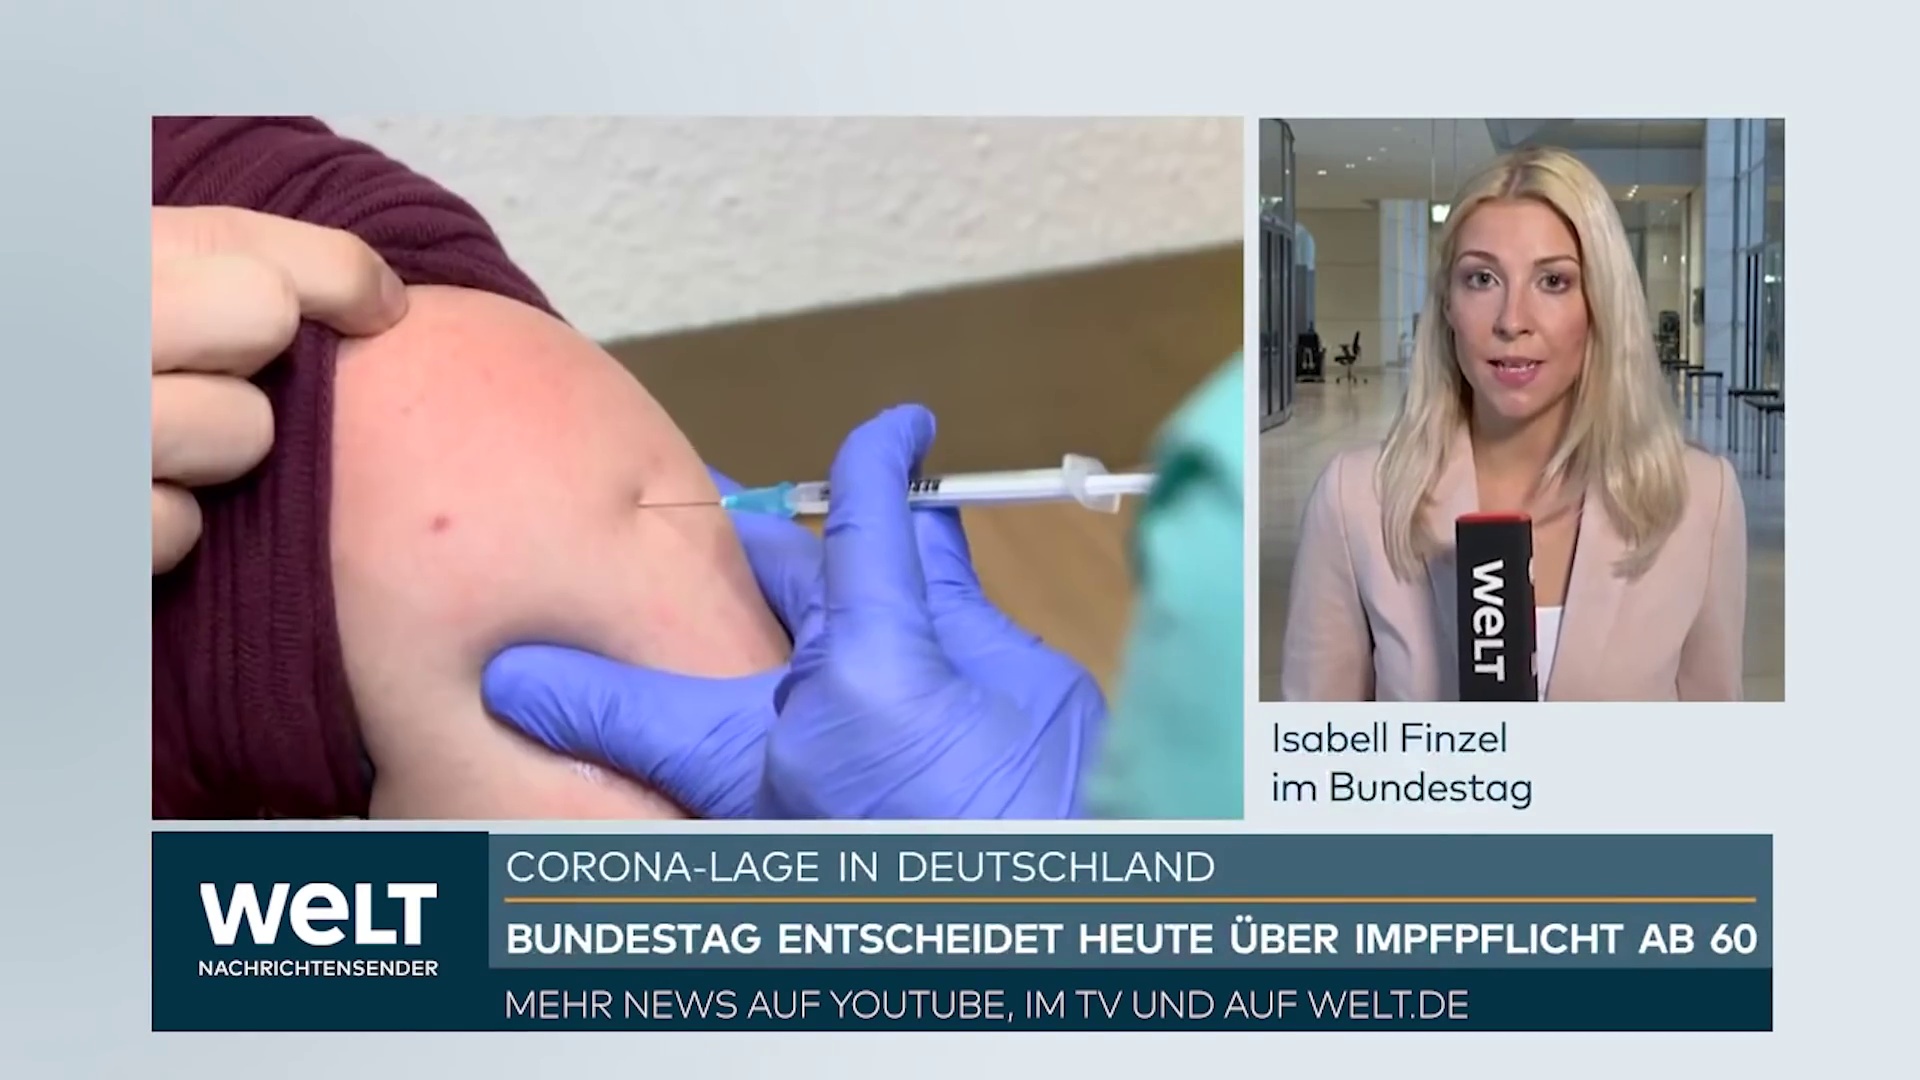 WELT
Isabell Finzel
im Bundestag
WELT
NACHRICHTENSENDER
CORONA-LAGE IN DEUTSCHLAND
BUNDESTAG ENTSCHEIDET HEUTE ÜBER IMPFPFLICHT AB 60
MEHR NEWS AUF YOUTUBE, IM TV UND AUF WELT.DE